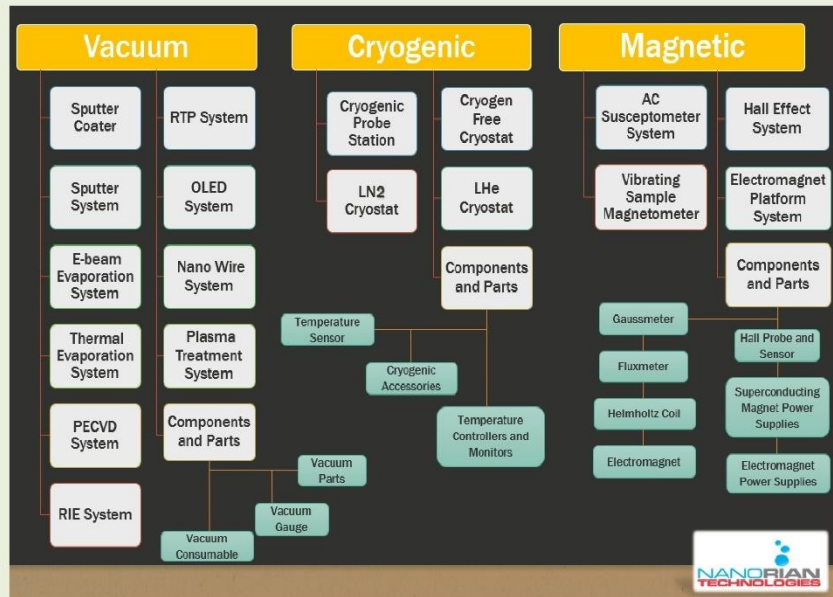 Vacuum
Sputter
Coater
RTP System
Sputter
System
OLED
System
E-beam
Evaporation
System
Nano Wire
System
Thermal
Evaporation
System
Plasma
Treatment
System
PECVD
System
Components
and Parts
RIE System
Vacuum
Parts
Vacuum
Gauge
Vacuum
Consumable
Cryogenic
Cryogenic
Probe
Station
Cryogen
Free
Cryostat
LN2
Cryostat
LHe
Cryostat
Components
and Parts
Temperature
Sensor
Cryogenic
Accessories
Temperature
Controllers and
Monitors
Magnetic
AC
Susceptometer
System
Hall Effect
System
Vibrating
Sample
Magnetometer
Electromagnet
Platform
System
Components
and Parts
Gaussmeter
Hall Probe and
Sensor
Fluxmeter
Superconducting
Magnet Power
Supplies
Helmholtz Coil
Electromagnet
Electromagnet
Power Supplies
NANORIAN
TECHNOLOGIES